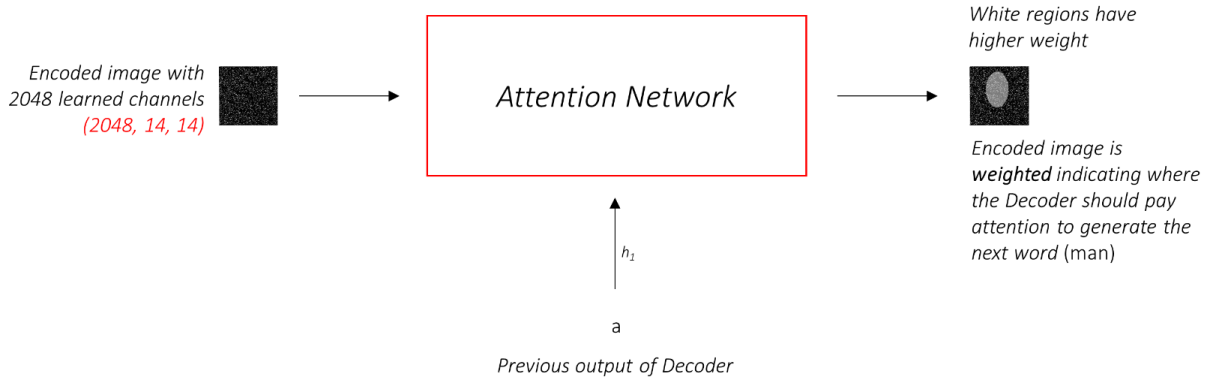 Encoded image with
2048 learned channels
(2048, 14, 14)
Attention Network
White regions have
higher weight
Encoded image is
weighted indicating where
the Decoder should pay
attention to generate the
next word (man)
h₁
a
Previous output of Decoder